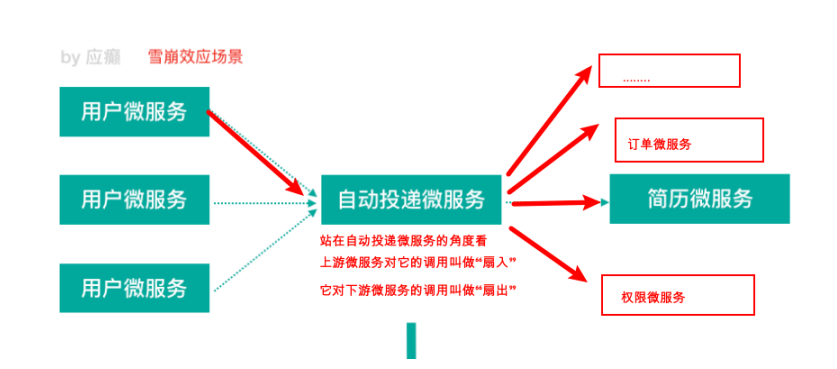 by 应癫 雪崩效应场景
用户微服务
用户微服务
用户微服务
自动投递微服务
站在自动投递微服务的角度看
上游微服务对它的调用叫做“扇入”
它对下游微服务的调用叫做“扇出”
........
订单微服务
简历微服务
权限微服务